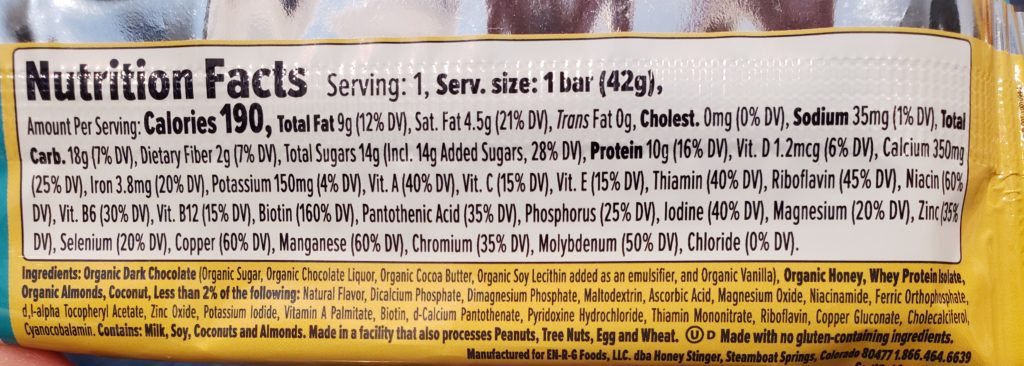 Nutrition Facts Serving: 1, Serv. size: 1 bar (42g),
Amount Per Serving: Calories 190, Total Fat 9g (12% DV), Sat. Fat 4.5g (21% DV), Trans Fat 0g, Cholest. 0mg (0% DV), Sodium 35mg (1% DV), Total
Carb. 18g (7% DV), Dietary Fiber 2g (7% DV), Total Sugars 14g (Incl. 14g Added Sugars, 28% DV), Protein 10g (16% DV), Vit. D 1.2mcg (6% DV), Calcium 350mg
(25% DV), Iron 3.8mg (20% DV), Potassium 150mg (4% DV), Vit. A (40% DV), Vit. C (15% DV), Vit. E (15% DV), Thiamin (40% DV), Riboflavin (45% DV), Niacin (60%
DV), Vit. B6 (30% DV), Vit. B12 (15% DV), Biotin (160% DV), Pantothenic Acid (35% DV), Phosphorus (25% DV), Iodine (40% DV), Magnesium (20% DV), Zinc (35%
DV), Selenium (20% DV), Copper (60% DV), Manganese (60% DV), Chromium (35% DV), Molybdenum (50% DV), Chloride (0% DV).
Ingredients: Organic Dark Chocolate (Organic Sugar, Organic Chocolate Liquor, Organic Cocoa Butter, Organic Soy Lecithin added as an emulsifier, and Organic Vanilla), Organic Honey, Whey Protein Isolate,
Organic Almonds, Coconut, Less than 2% of the following: Natural Flavor, Dicalcium Phosphate, Dimagnesium Phosphate, Maltodextrin, Ascorbic Acid, Magnesium Oxide, Niacinamide, Ferric Orthophosphate,
d,l-alpha Tocopheryl Acetate, Zinc Oxide, Potassium Iodide, Vitamin A Palmitate, Biotin, d-Calcium Pantothenate, Pyridoxine Hydrochloride, Thiamin Mononitrate, Riboflavin, Copper Gluconate, Cholecalciferol,
Cyanocobalamin. Contains: Milk, Soy, Coconuts and Almonds. Made in a facility that also processes Peanuts, Tree Nuts, Egg and Wheat. Ⓤ D Made with no gluten-containing ingredients.
Manufactured for EN-R-G Foods, LLC. dba Honey Stinger, Steamboat Springs, Colorado 80477 1.866.464.6639